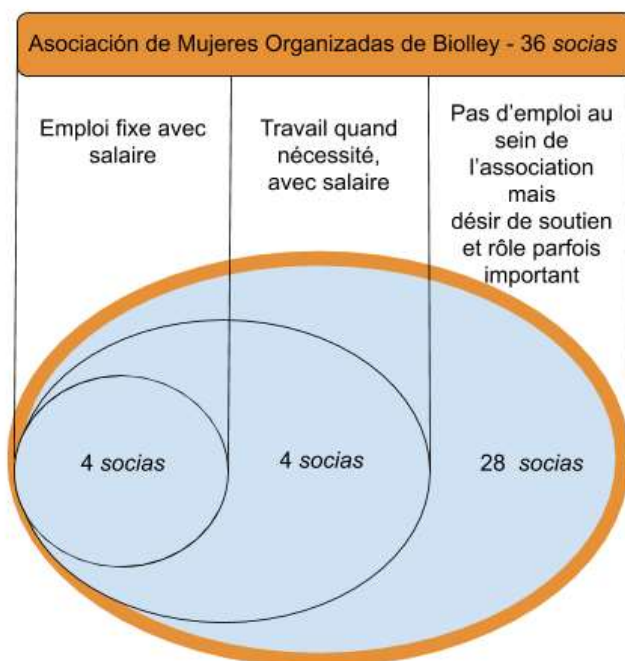 Asociación de Mujeres Organizadas de Biolley - 36 socias
Emploi fixe avec
salaire
Travail quand
nécessité,
avec salaire
Pas d’emploi au
sein de
l’association
mais
désir de soutien
et rôle parfois
important
4 socias
4 socias
28 socias